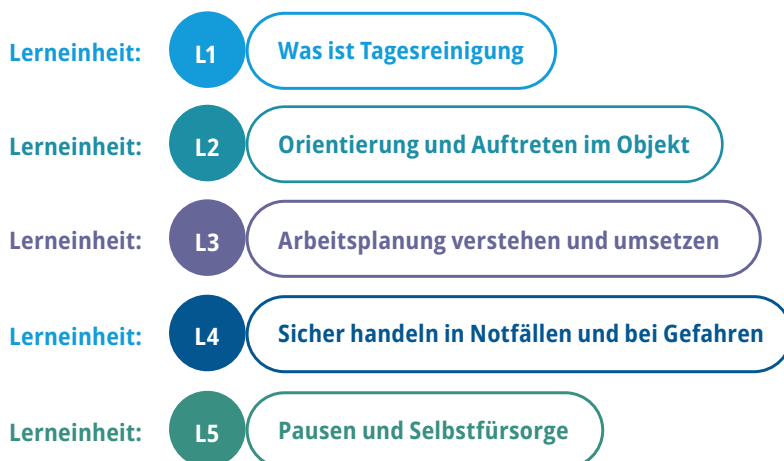 Lerneinheit: L1 Was ist Tagesreinigung
Lerneinheit: L2 Orientierung und Auftreten im Objekt
Lerneinheit: L3 Arbeitsplanung verstehen und umsetzen
Lerneinheit: L4 Sicher handeln in Notfällen und bei Gefahren
Lerneinheit: L5 Pausen und Selbstfürsorge